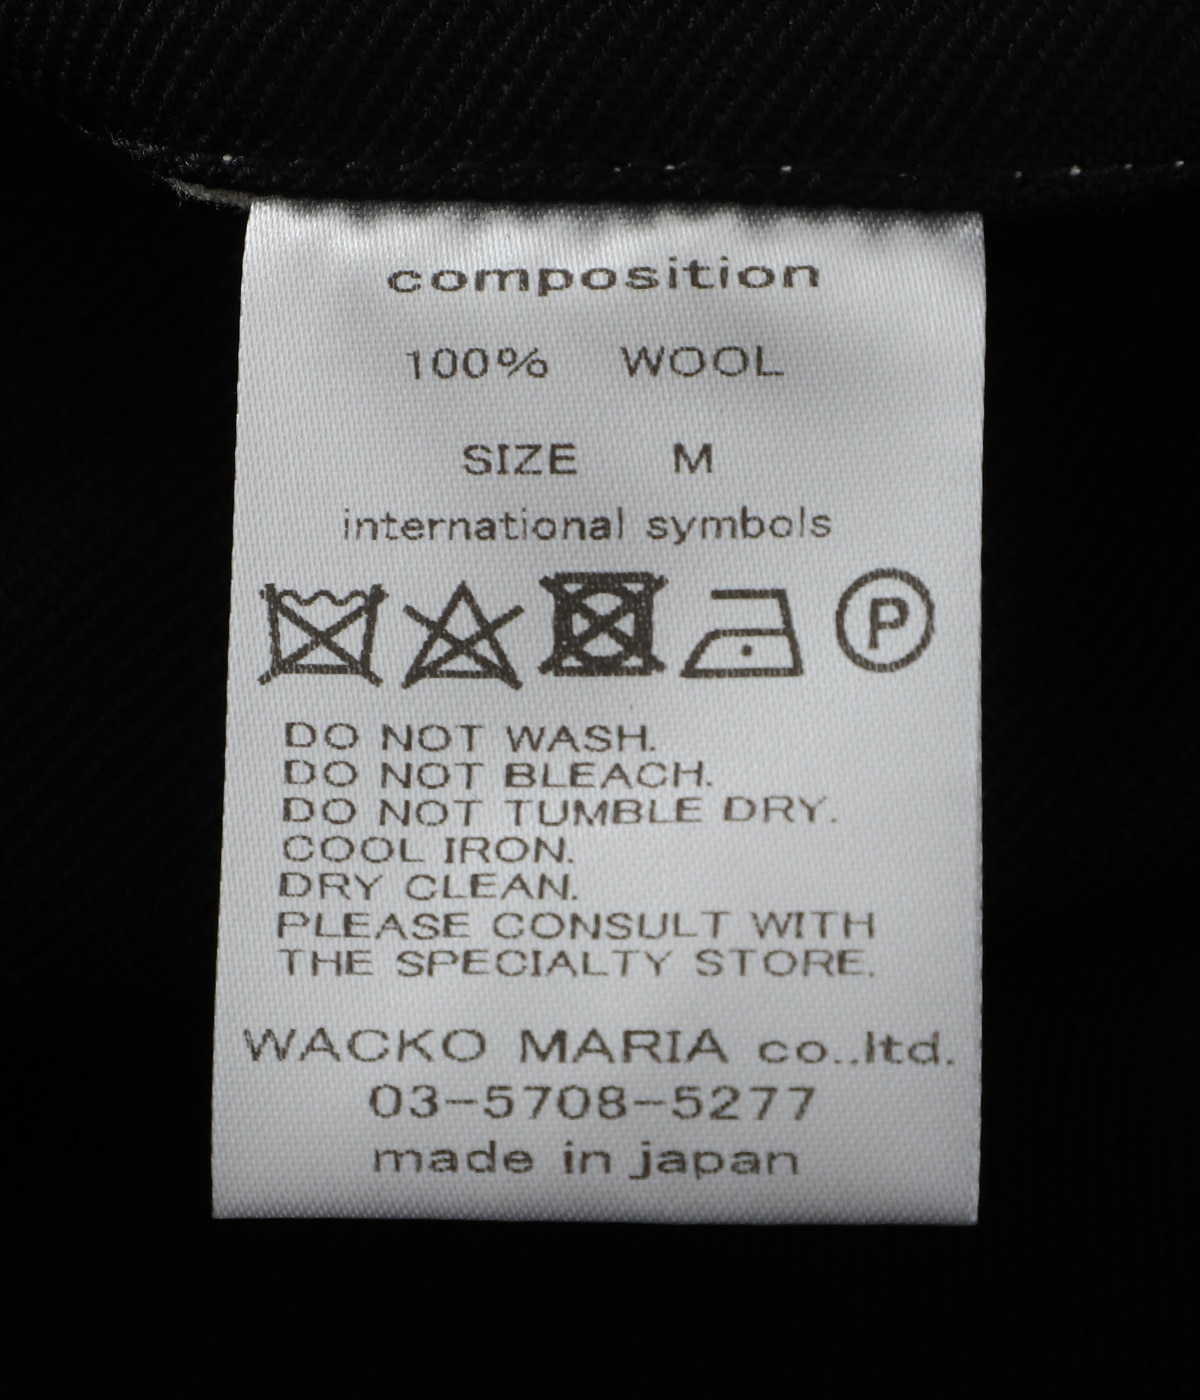 composition
100% WOOL
SIZE M
international symbols
P
DO NOT WASH.
DO NOT BLEACH.
DO NOT TUMBLE DRY.
COOL IRON.
DRY CLEAN.
PLEASE CONSULT WITH
THE SPECIALTY STORE.
WACKO MARIA co.,ltd.
03-5708-5277
made in japan